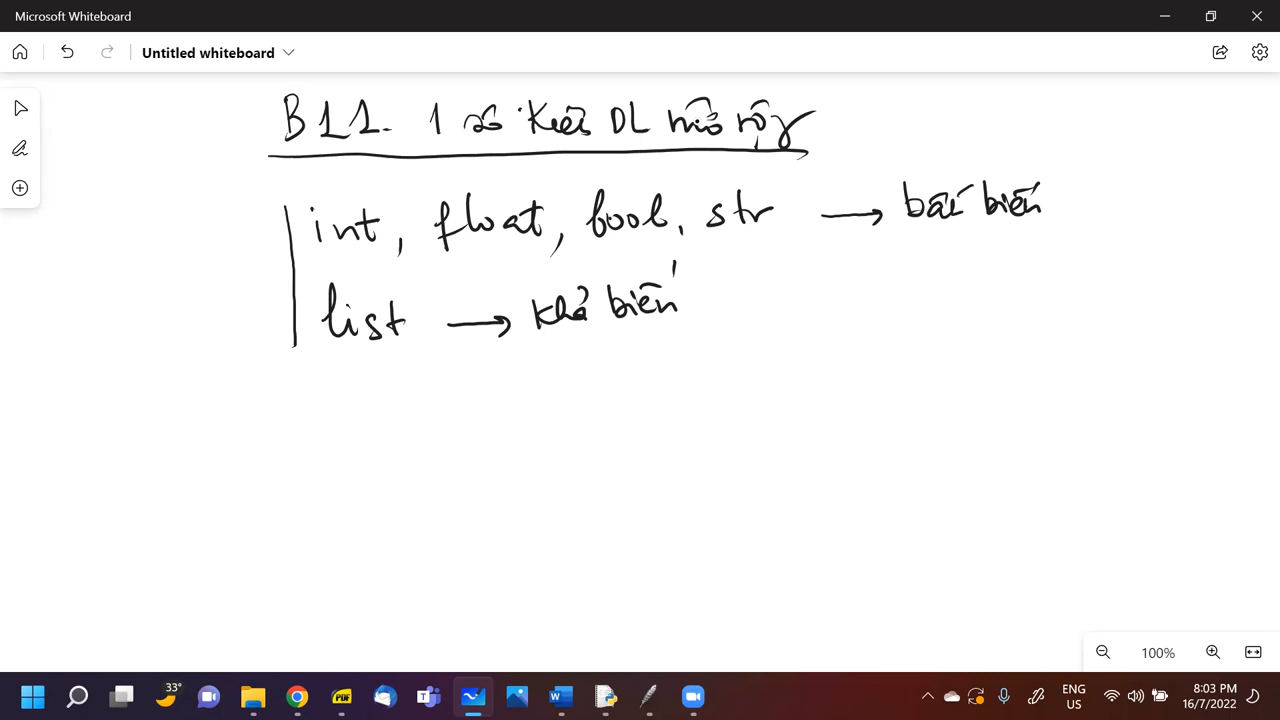 Microsoft Whiteboard
Untitled whiteboard
B11. 1 số kiểu DL mở rộng
int, float, bool, str → bất biến
list → khả biến
100%
33°
ENG
US
8:03 PM
16/7/2022